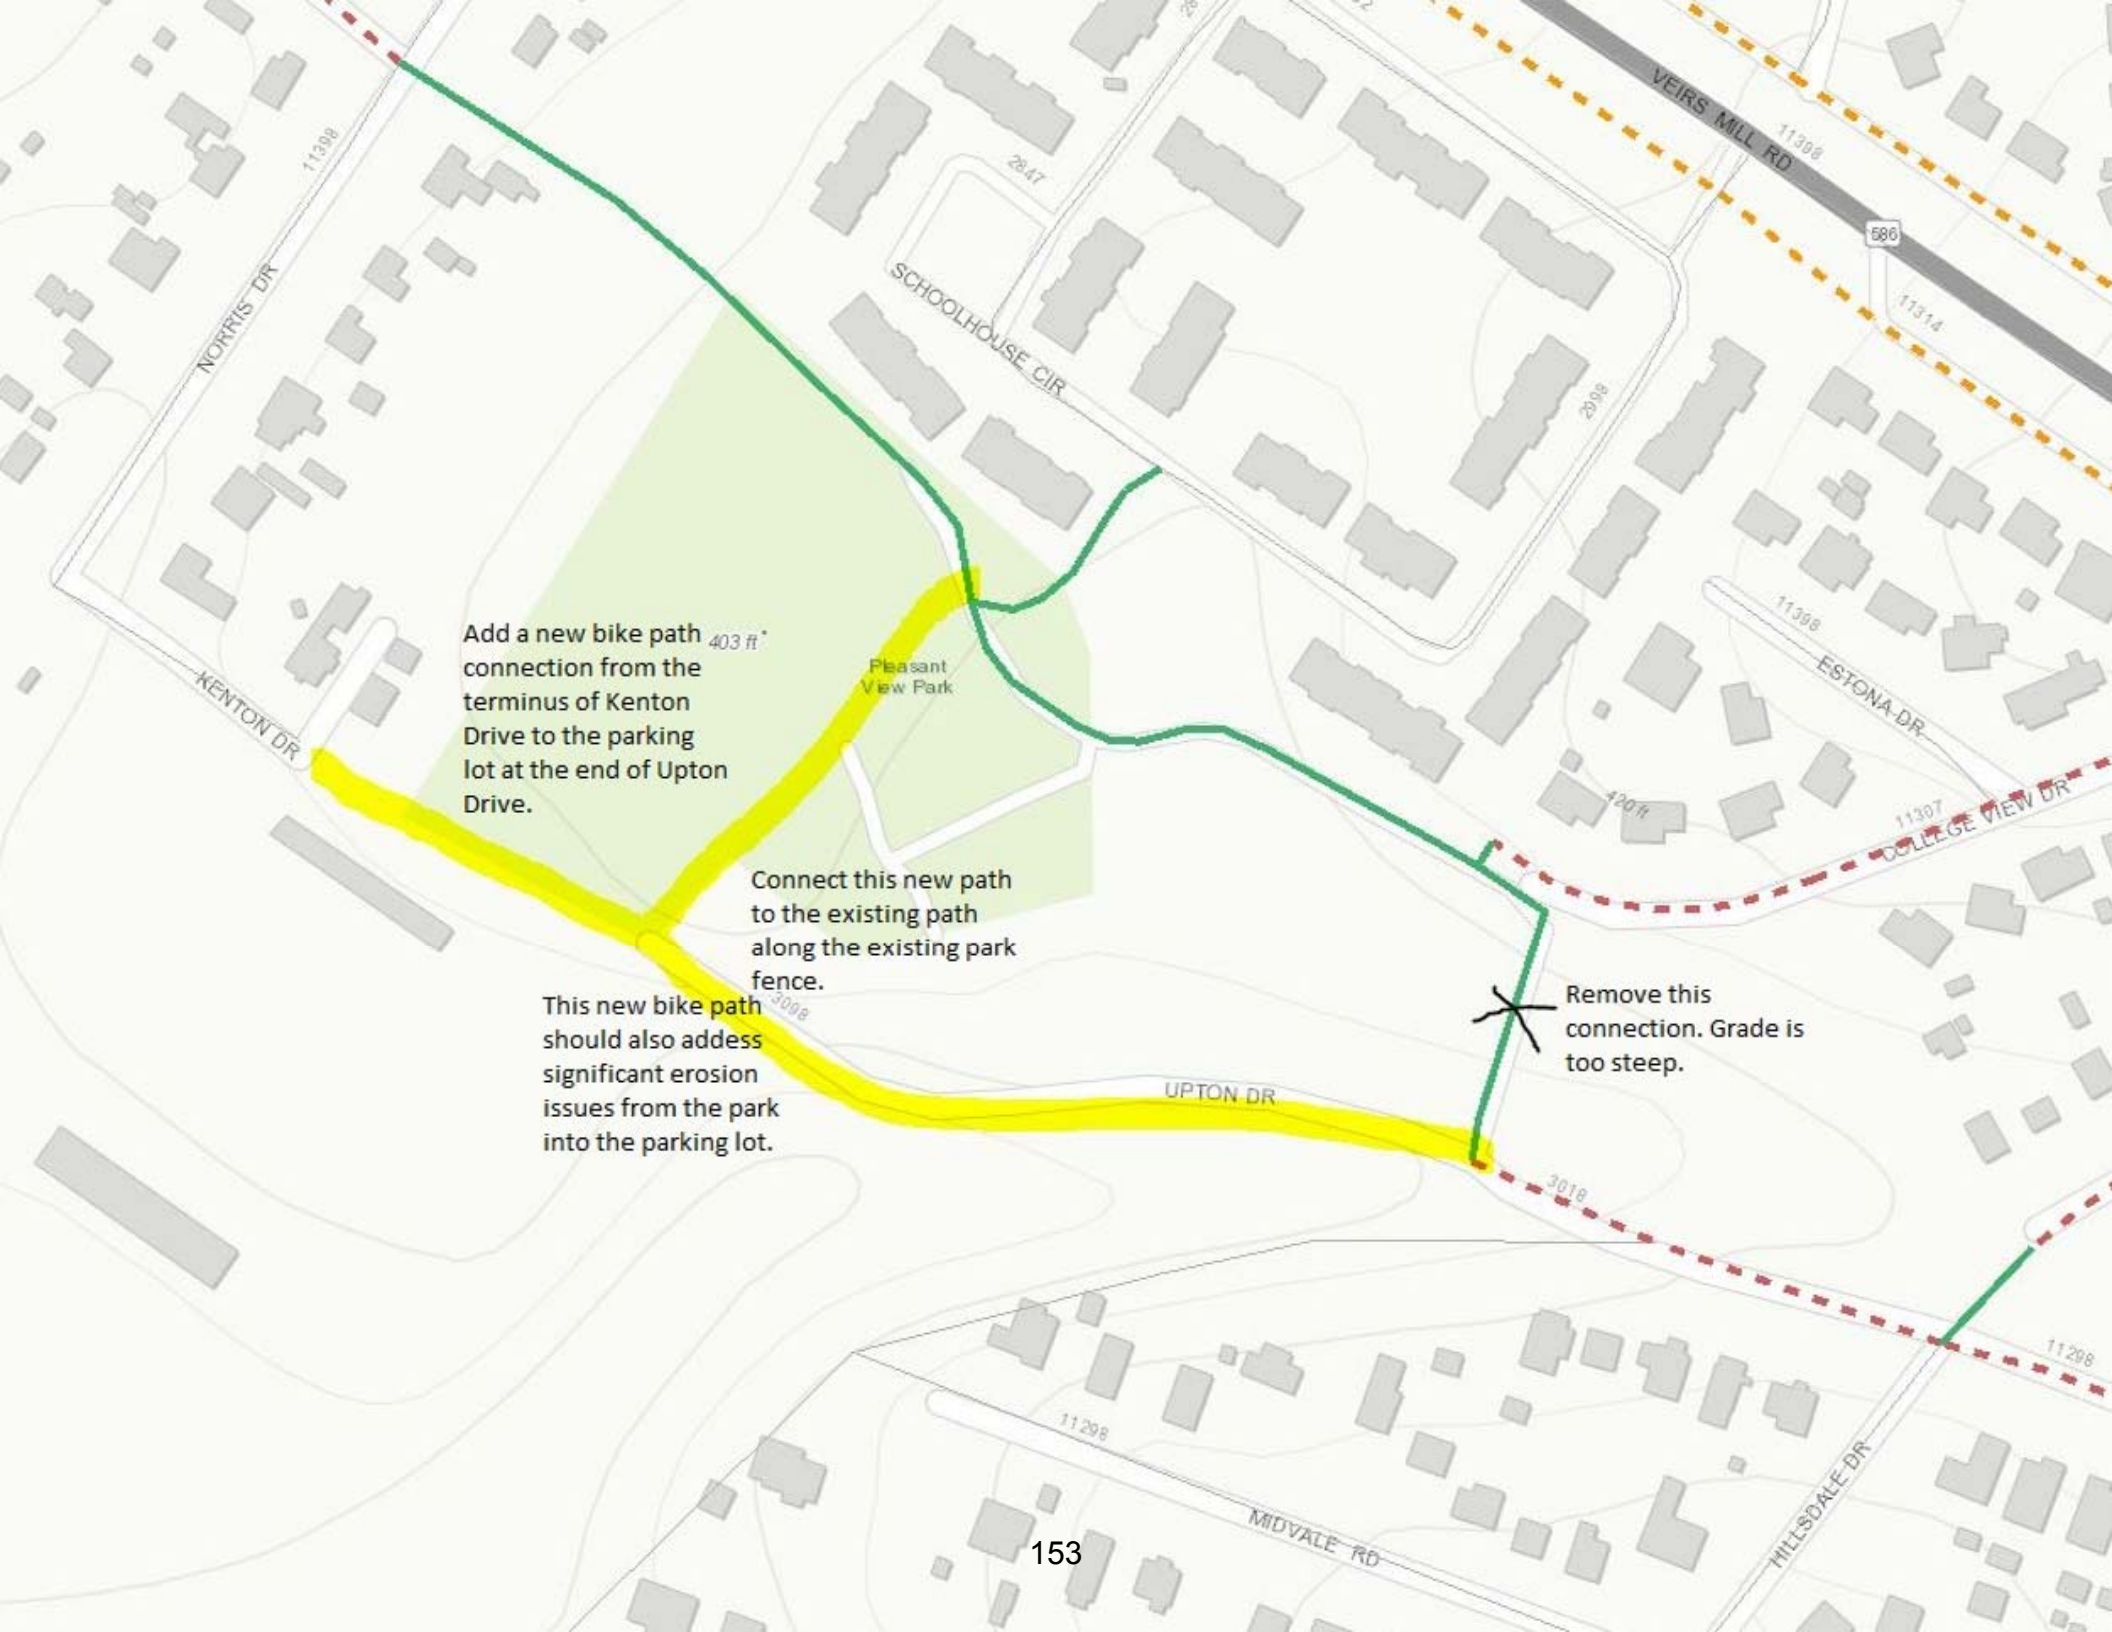 VEIRS MILL RD
11398
586
11314
2847
11398
NORRIS DR
SCHOOLHOUSE CIR
2998
11398
ESTONA DR
Add a new bike path
connection from the
terminus of Kenton
Drive to the parking
lot at the end of Upton
Drive.
403 ft
Pleasant
View Park
KENTON DR
420 ft
11307
COLLEGE VIEW DR
Connect this new path
to the existing path
along the existing park
fence.
3098
This new bike path
should also addess
significant erosion
issues from the park
into the parking lot.
Remove this
connection. Grade is
too steep.
UPTON DR
3018
11298
11298
MIDVALE RD
HILLSDALE DR
153